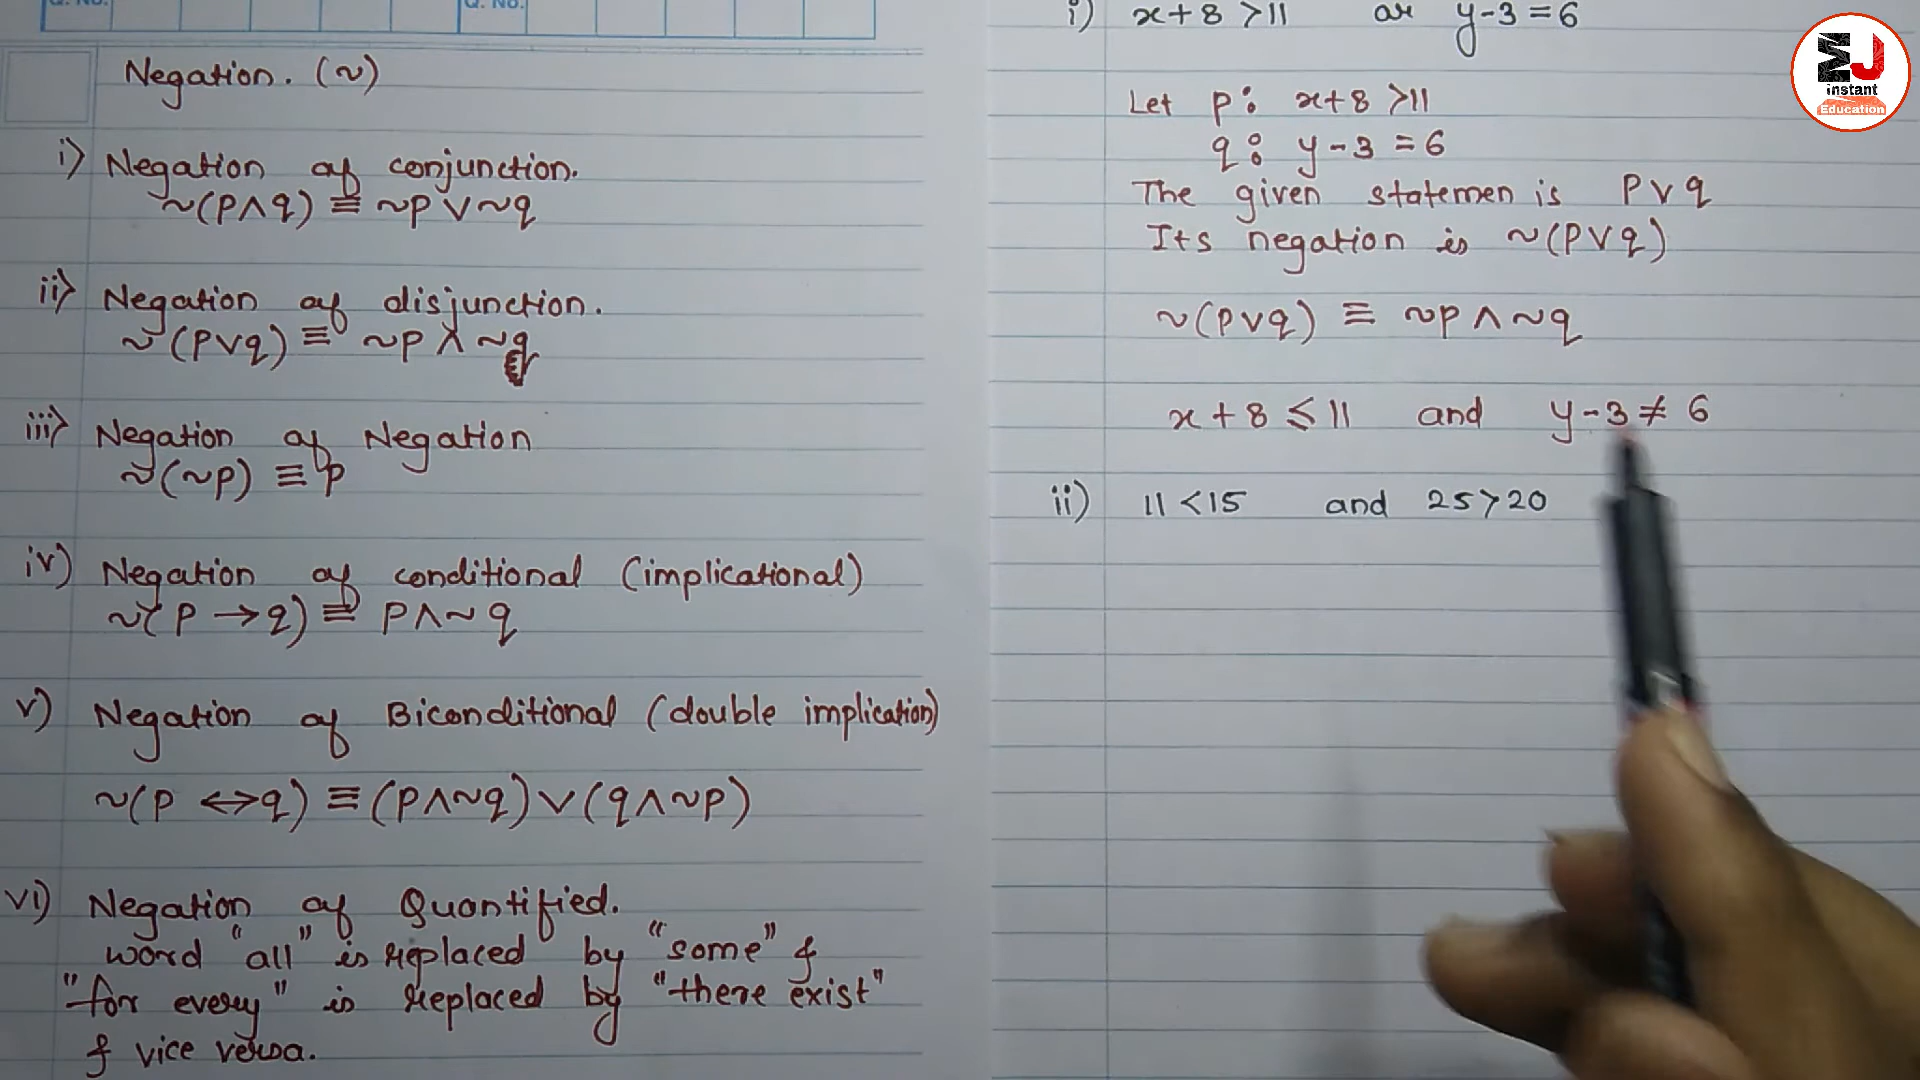 Q. No.
Q. No.
Negation. (~)
i) Negation of conjunction.
~(p∧q) ≡ ~p ∨ ~q
ii) Negation of disjunction.
~(p∨q) ≡ ~p ∧ ~q
iii) Negation of Negation
~(~p) ≡ p
iv) Negation of conditional (implicational)
~(p → q) ≡ p ∧ ~q
v) Negation of Biconditional (double implication)
~(p ↔ q) ≡ (p∧~q) ∨ (q∧~p)
vi) Negation of Quantified.
word "all" is replaced by "some" &
"for every" is replaced by "there exist"
& vice versa.
i) x+8 >11 or y-3 =6
Let p: x+8 >11
q: y-3 =6
The given statemen is p∨q
Its negation is ~(p∨q)
~(p∨q) ≡ ~p ∧ ~q
x+8 ⩽ 11 and y-3 ≠ 6
ii) 11 <15 and 25>20
EJ
instant
Education